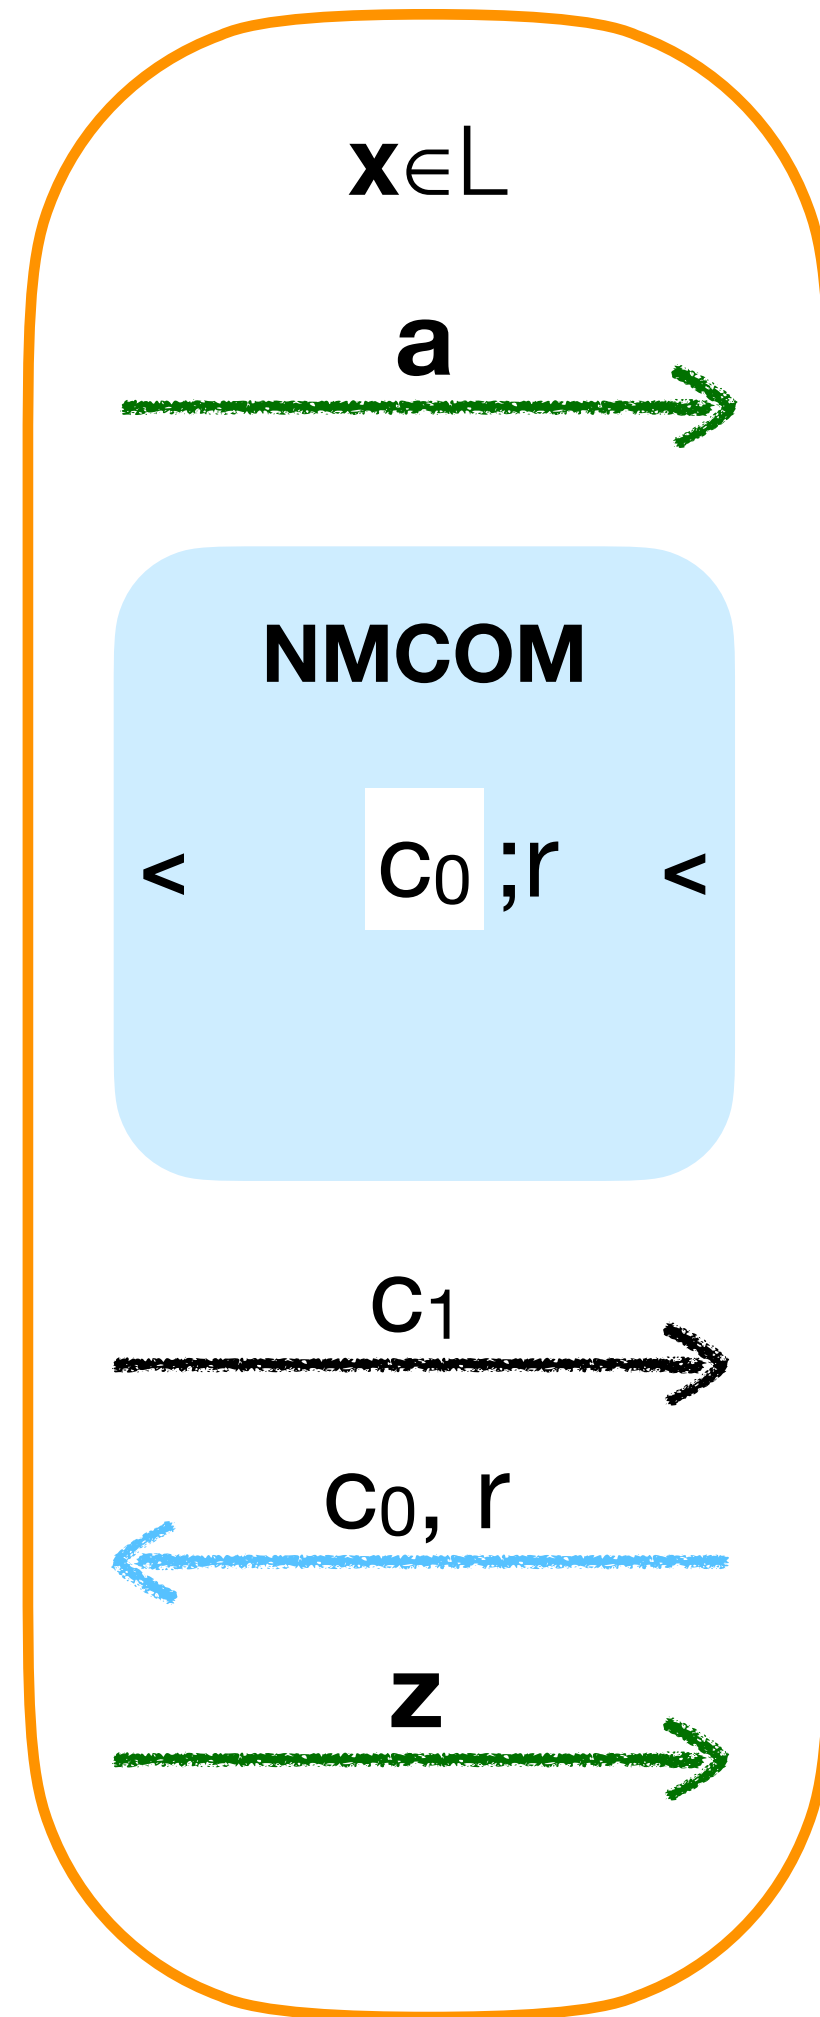 x∈L
a
NMCOM
< c₀ ;r <
c₁
c₀, r
z